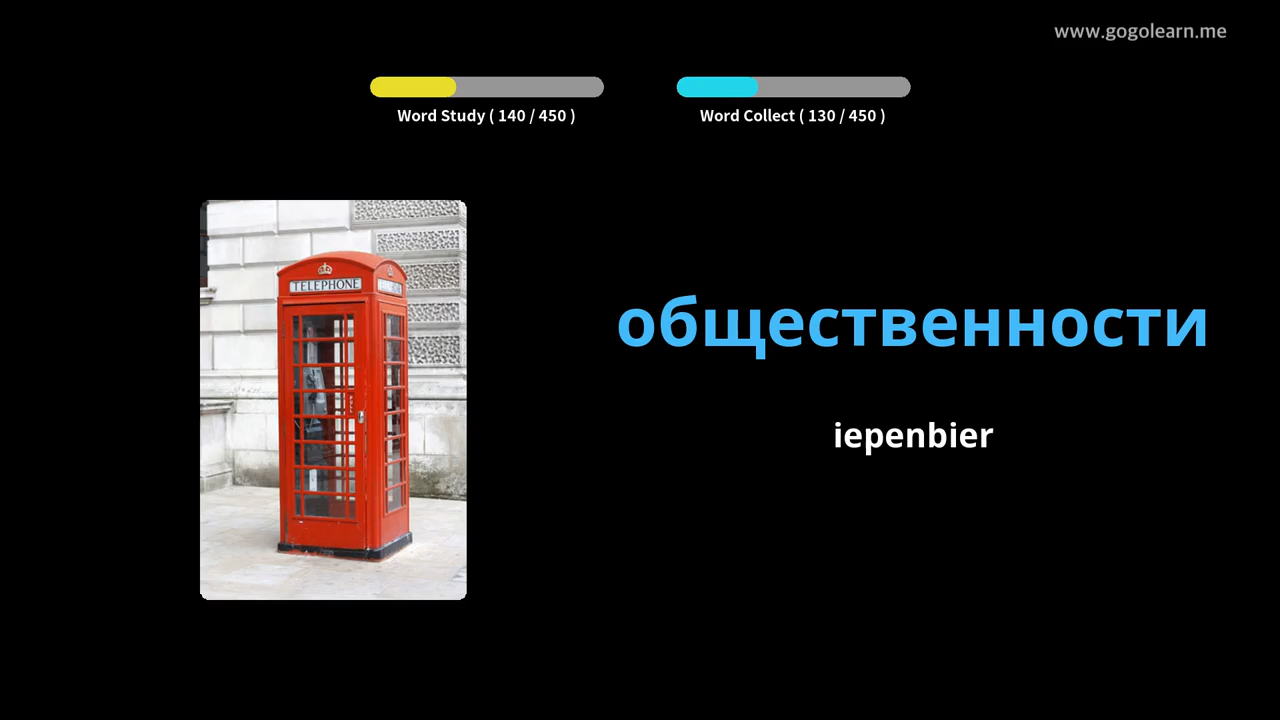 www.gogolearn.me
Word Study ( 140 / 450 )
Word Collect ( 130 / 450 )
TELEPHONE
общественности
iepenbier